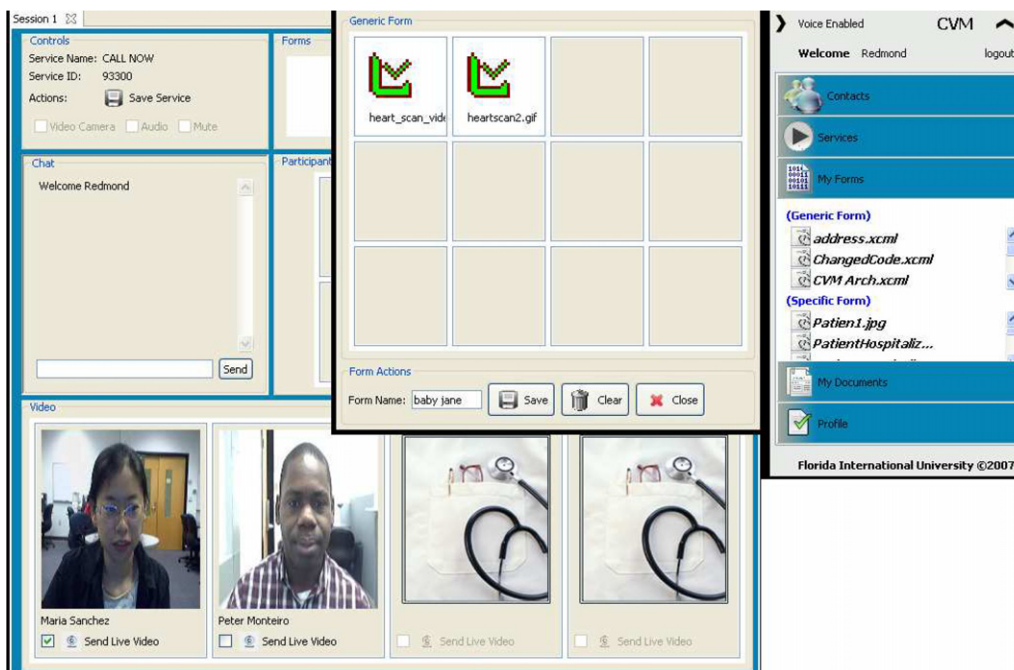 Session 1
Controls
Service Name: CALL NOW
Service ID: 93300
Actions: Save Service
Video Camera Audio Mute
Forms
Chat
Welcome Redmond
Send
Participant
Generic Form
heart_scan_vide
heartscan2.gif
Form Actions
Form Name: baby jane Save Clear Close
Video
Maria Sanchez
Send Live Video
Peter Monteiro
Send Live Video
Send Live Video
Send Live Video
Voice Enabled CVM
Welcome Redmond logout
Contacts
Services
My Forms
(Generic Form)
address.xcml
ChangedCode.xcml
CVM Arch.xcml
(Specific Form)
Patien1.jpg
PatientHospitaliz...
My Documents
Profile
Florida International University ©2007